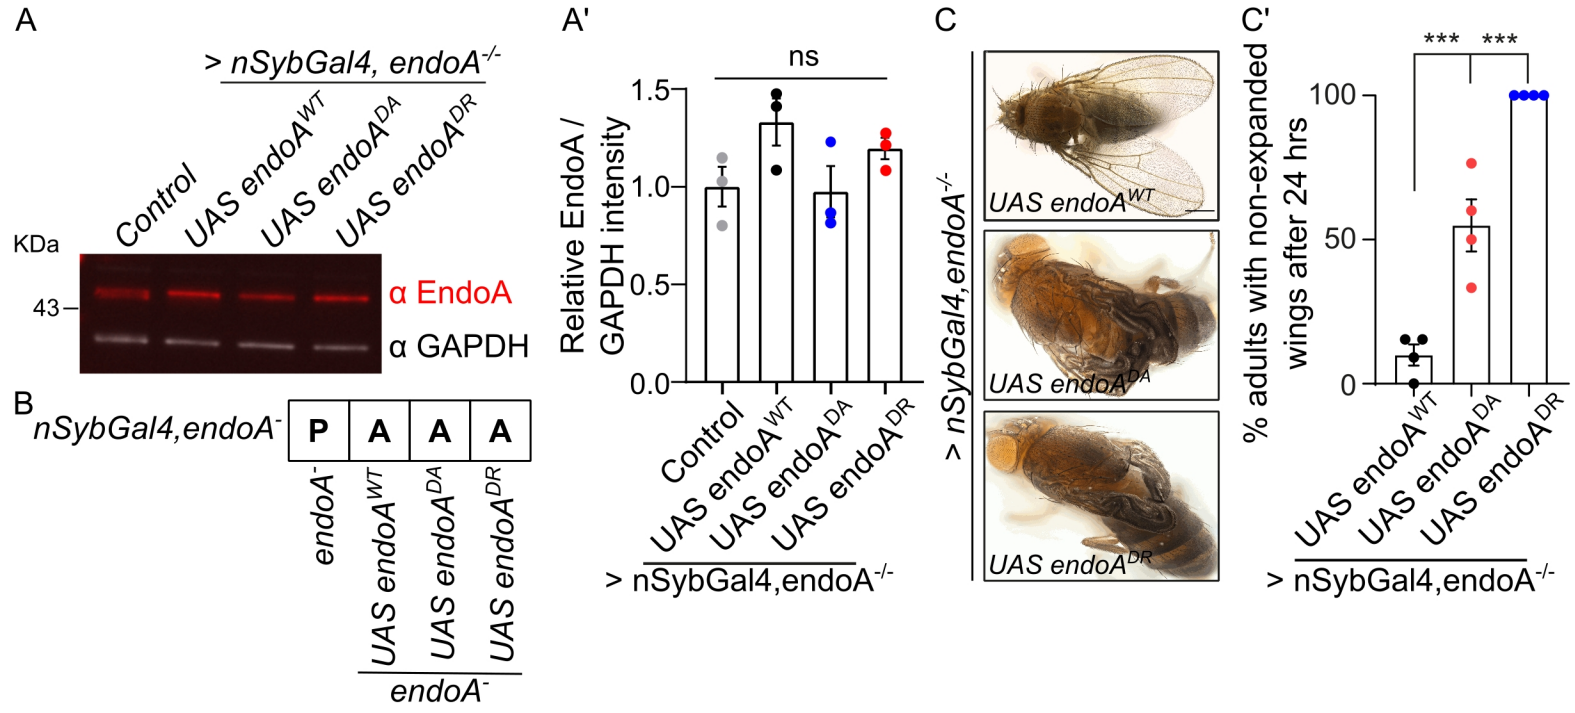 A
> nSybGal4, endoA-/-
Control
UAS endoAWT
UAS endoADA
UAS endoADR
KDa
43
α EndoA
α GAPDH
A'
ns
Relative EndoA /
GAPDH intensity
1.5
1.0
0.5
0.0
Control
UAS endoAWT
UAS endoADA
UAS endoADR
> nSybGal4,endoA-/-
B
nSybGal4,endoA-
P A A A
endoA-
UAS endoAWT
UAS endoADA
UAS endoADR
endoA-
C
> nSybGal4,endoA-/-
UAS endoAWT
UAS endoADA
UAS endoADR
C'
*** ***
% adults with non-expanded
wings after 24 hrs
100
50
0
UAS endoAWT
UAS endoADA
UAS endoADR
> nSybGal4,endoA-/-